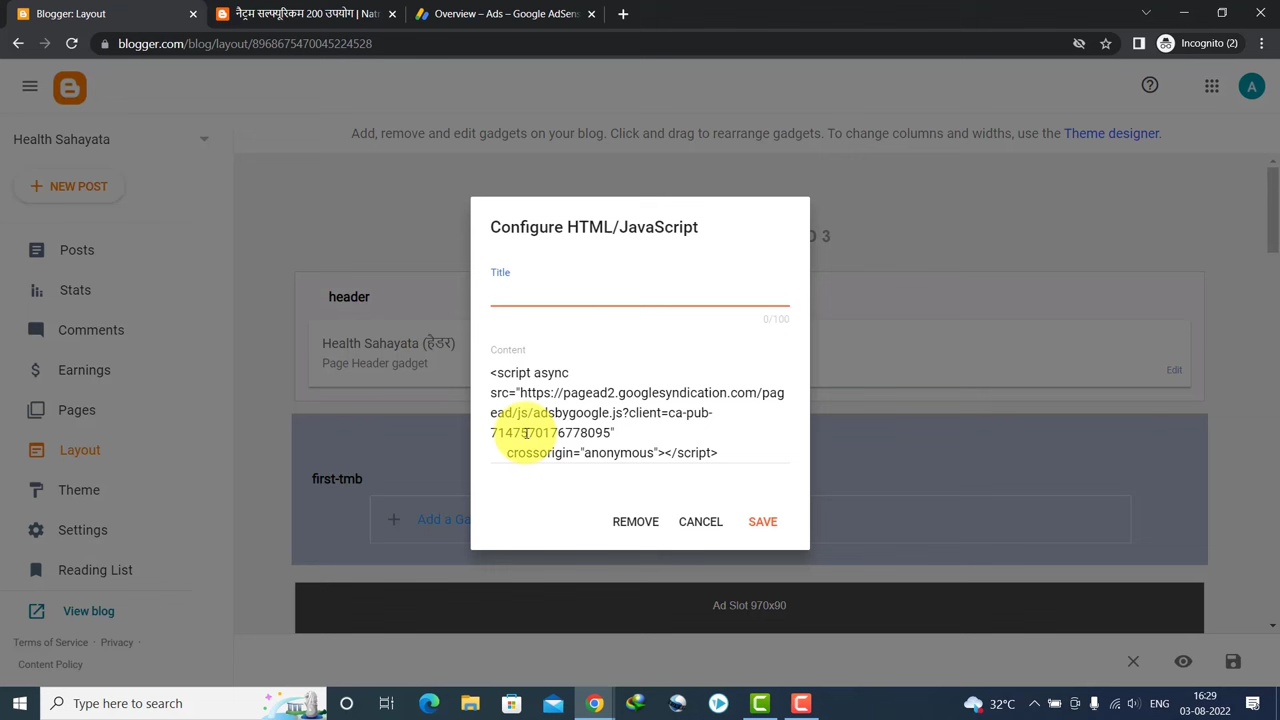 Blogger: Layout
नेट्रम सल्फ्यूरिकम 200 उपयोग | Natr
Overview – Ads – Google AdSens
blogger.com/blog/layout/8968675470045224528
Incognito (2)
Health Sahayata
A
Add, remove and edit gadgets on your blog. Click and drag to rearrange gadgets. To change columns and widths, use the Theme designer.
NEW POST
Posts
Stats
Comments
Earnings
Pages
Layout
Theme
Settings
Reading List
View blog
Terms of Service · Privacy ·
Content Policy
D 3
header
Health Sahayata (हेडर)
Page Header gadget
Edit
first-tmb
Add a Ga
Ad Slot 970x90
Configure HTML/JavaScript
Title
0/100
Content
<script async
src="https://pagead2.googlesyndication.com/pag
ead/js/adsbygoogle.js?client=ca-pub-
7147570176778095"
crossorigin="anonymous"></script>
REMOVE CANCEL SAVE
Type here to search
32°C
ENG
16:29
03-08-2022